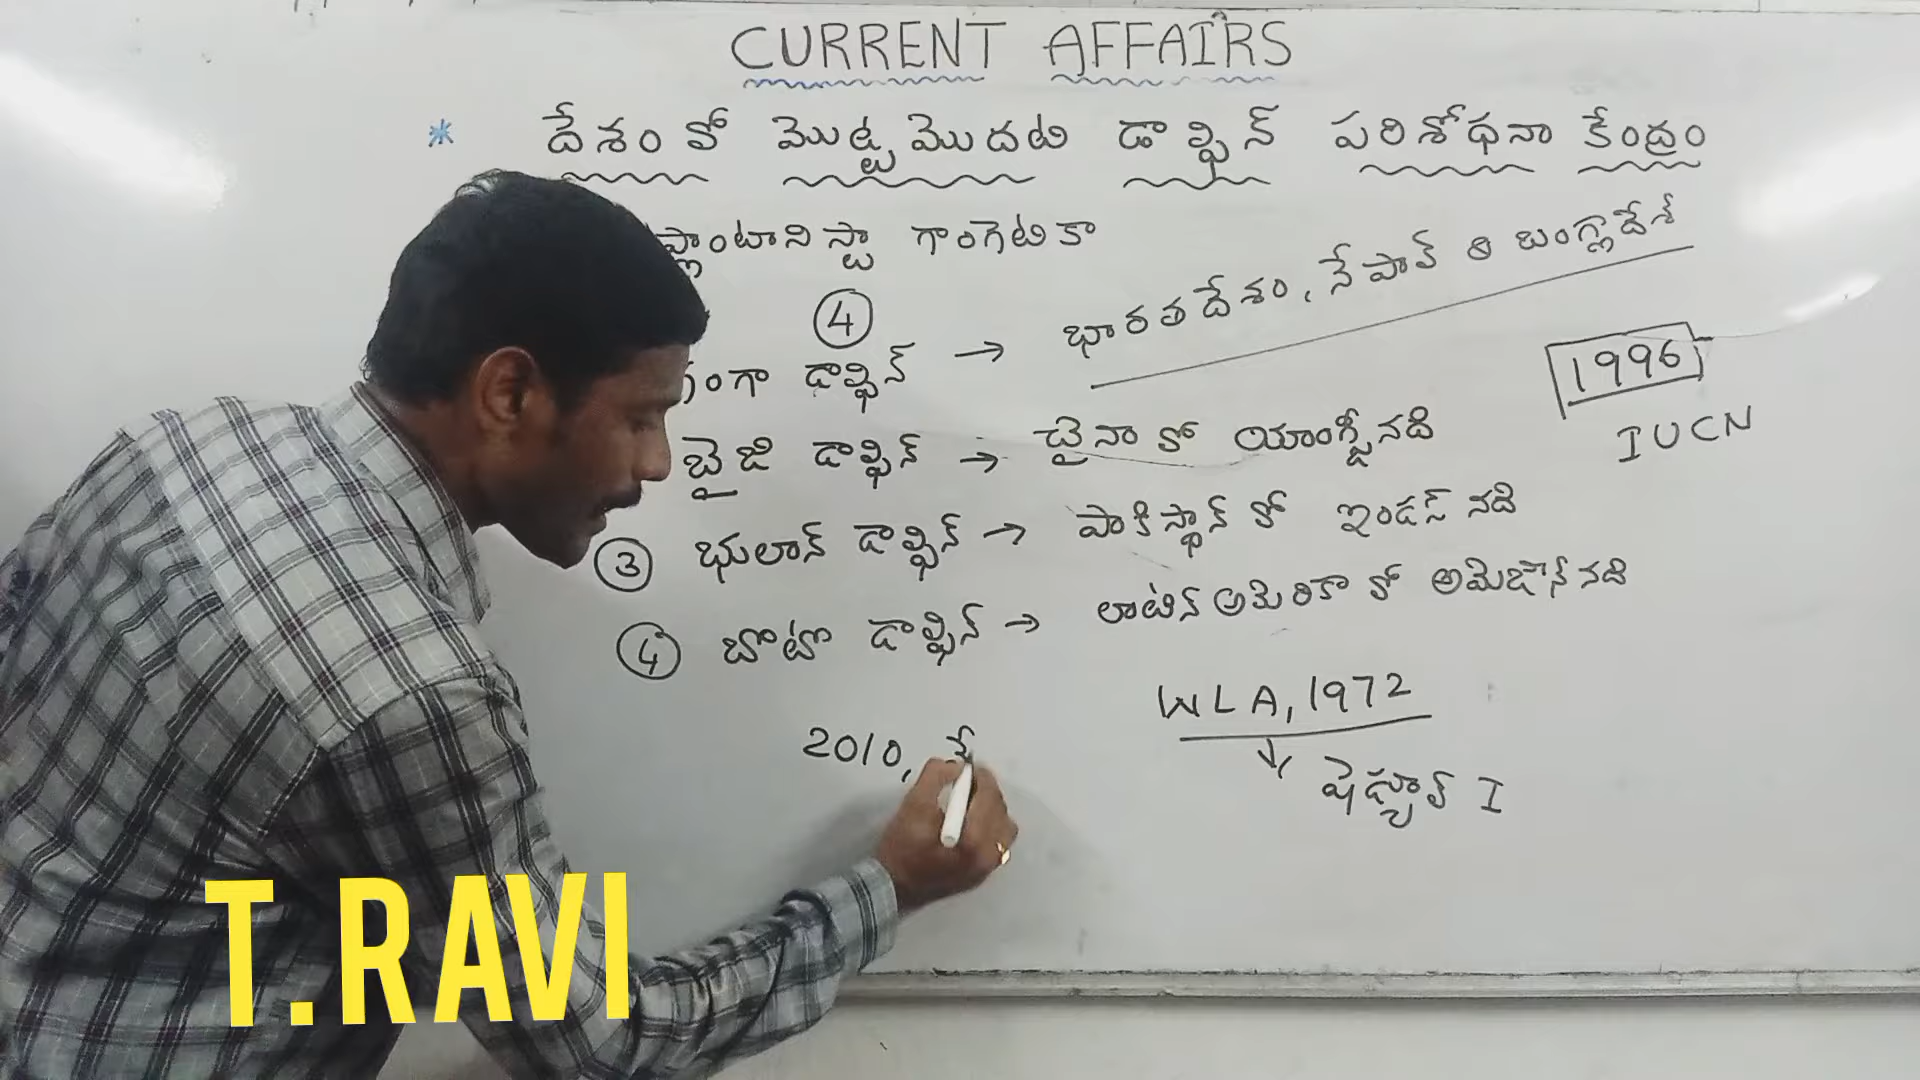 CURRENT AFFAIRS
* దేశంలో మొట్టమొదటి డాల్ఫిన్ పరిశోధనా కేంద్రం
ప్లాంటానిస్టా గాంగెటికా
④
గంగా డాల్ఫిన్ → భారతదేశం, నేపాల్ & బంగ్లాదేశ్
1996
IUCN
బైజి డాల్ఫిన్ → చైనాలో యాంగ్జీ నది
③ భులాన్ డాల్ఫిన్ → పాకిస్థాన్ లో ఇండస్ నది
④ బొటా డాల్ఫిన్ → లాటిన్ అమెరికాలో అమెజాన్ నది
WLA, 1972
షెడ్యూల్ I
2010, నే
T. RAVI